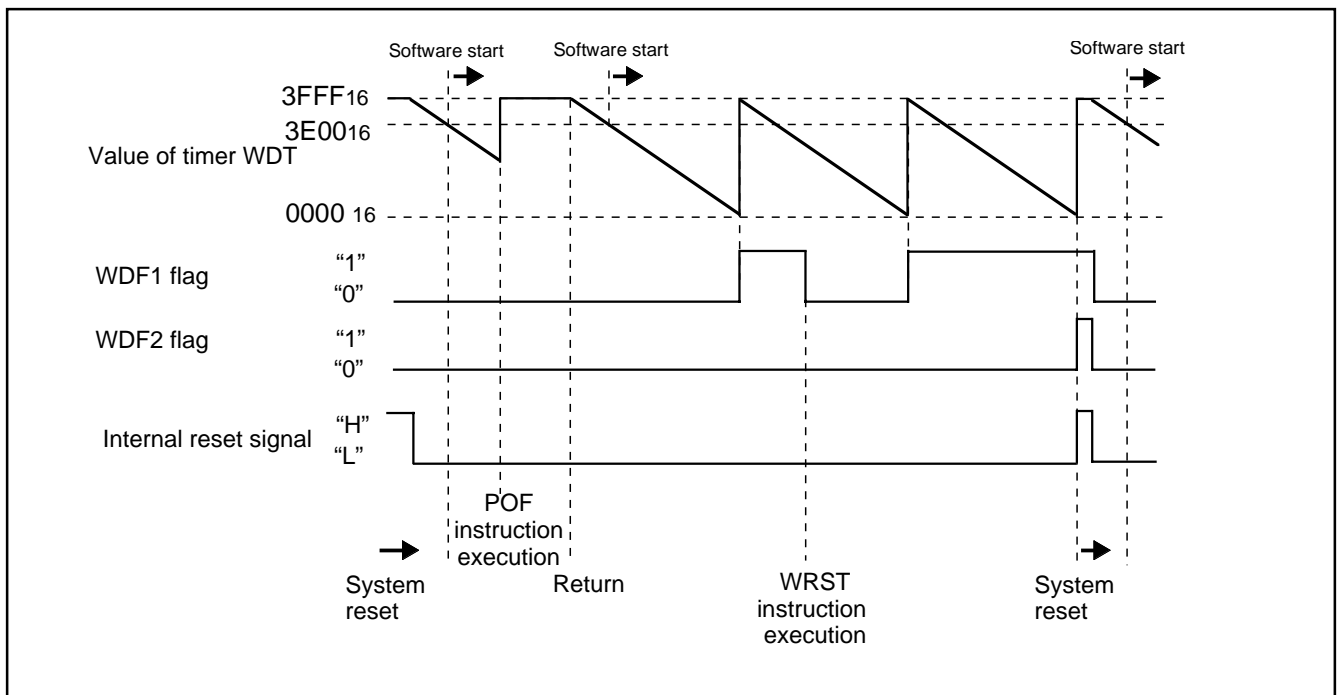 Software start
Software start
Software start
3FFF16
3E0016
Value of timer WDT
0000 16
WDF1 flag
“1”
“0”
WDF2 flag
“1”
“0”
Internal reset signal
“H”
“L”
POF
instruction
execution
System
reset
Return
WRST
instruction
execution
System
reset